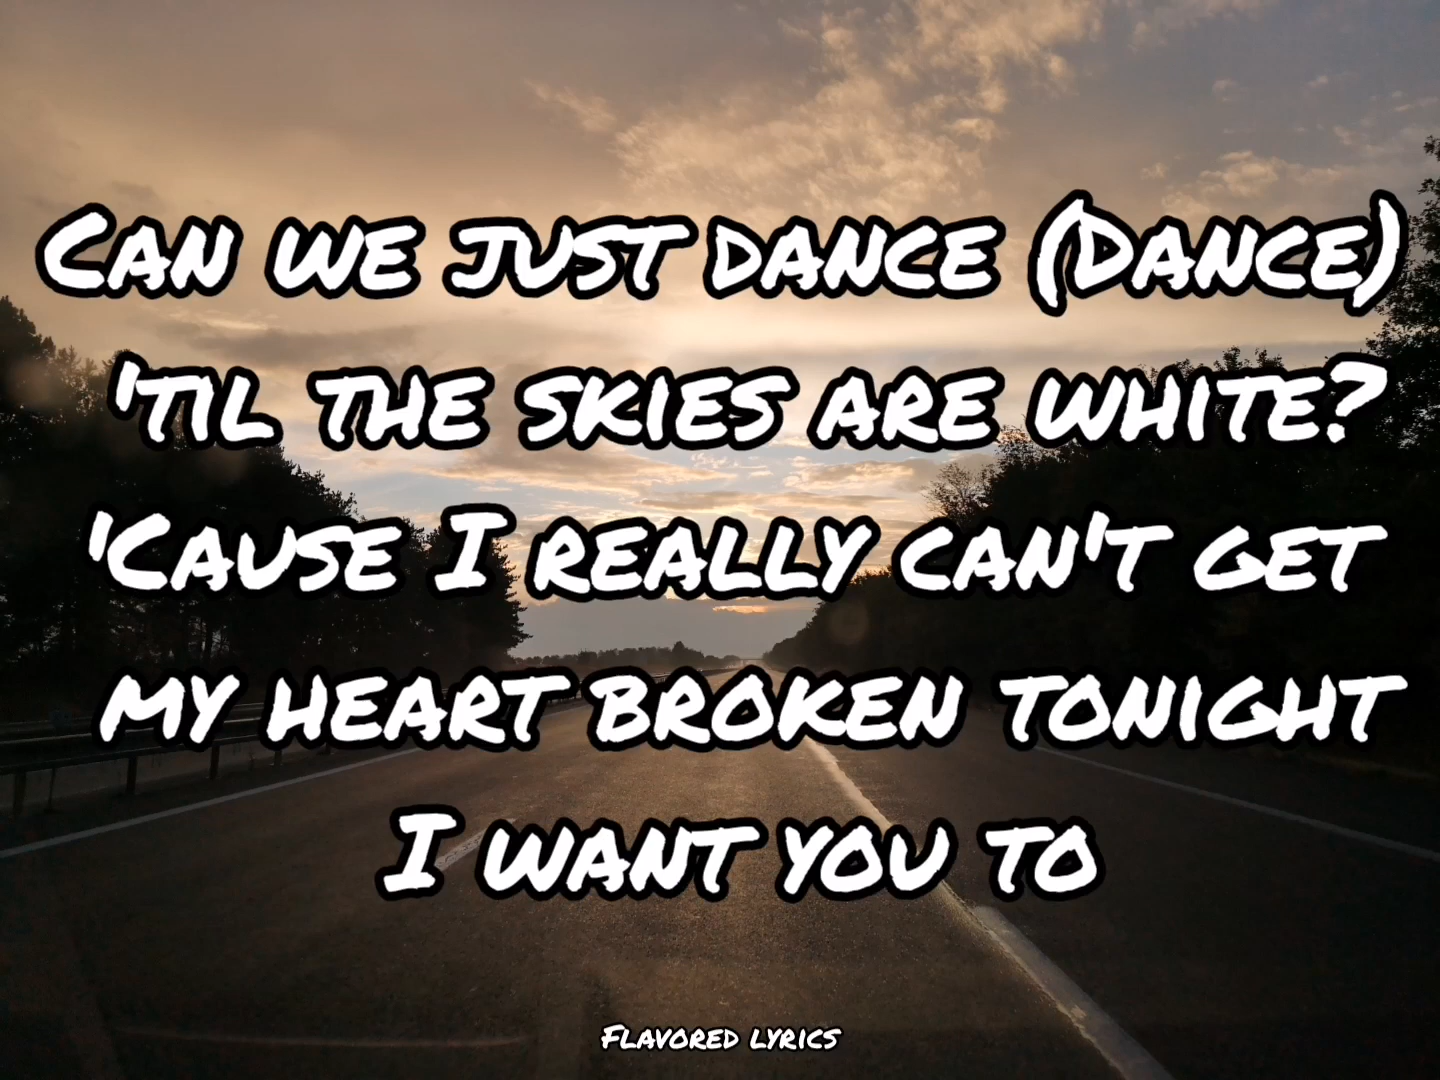 Can we just dance (Dance)
'til the skies are white?
'Cause I really can't get
my heart broken tonight
I want you to
Flavored lyrics